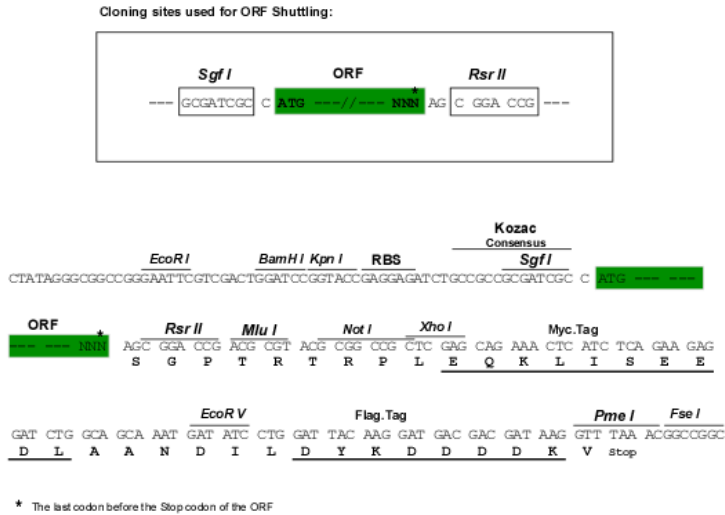 Cloning sites used for ORF Shuttling:
Sgf I ORF Rsr II
*
--- GCGATCGC C ATG ---//--- NNN AG C GGA CCG ---
Kozac
Consensus
EcoR I BamH I Kpn I RBS Sgf I
CTATAGGGCGGCCGGGAATTCGTCGACTGGATCCGGTACCGAGGAGATCTGCCGCCGCGATCGC C ATG --- ---
ORF * Rsr II Mlu I Not I Xho I Myc.Tag
--- --- NNN AGC GGA CCG ACG CGT ACG CGG CCG CTC GAG CAG AAA CTC ATC TCA GAA GAG
S G P T R T R P L E Q K L I S E E
EcoR V Flag.Tag Pme I Fse I
GAT CTG GCA GCA AAT GAT ATC CTG GAT TAC AAG GAT GAC GAC GAT AAG GTT TAA ACGGCCGGC
D L A A N D I L D Y K D D D D K V Stop
* The last codon before the Stop codon of the ORF